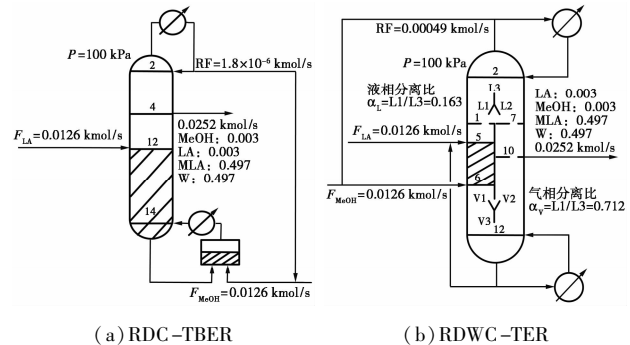 P=100 kPa
RF=1.8×10⁻⁶ kmol/s
2
4
0.0252 kmol/s
MeOH：0.003
LA：0.003
MLA：0.497
W：0.497
F_LA=0.0126 kmol/s
12
14
F_MeOH=0.0126 kmol/s
(a) RDC-TBER
RF=0.00049 kmol/s
P=100 kPa
2
液相分离比
α_L=L1/L3=0.163
L3
L1 L2
1 7
LA：0.003
MeOH：0.003
MLA：0.497
W：0.497
0.0252 kmol/s
F_LA=0.0126 kmol/s
5
10
6
F_MeOH=0.0126 kmol/s
V1 V2
V3
气相分离比
α_V=L1/L3=0.712
12
(b) RDWC-TER